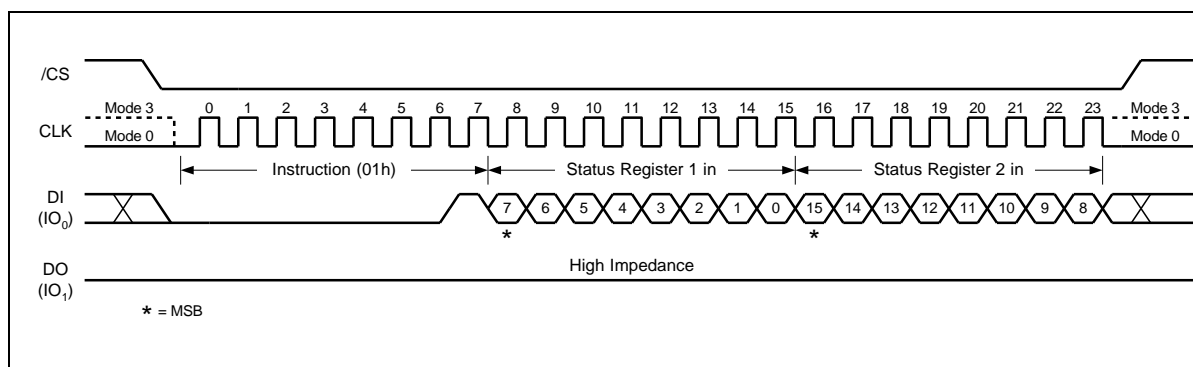 /CS
Mode 3 0 1 2 3 4 5 6 7 8 9 10 11 12 13 14 15 16 17 18 19 20 21 22 23 Mode 3
CLK Mode 0 Mode 0
Instruction (01h) Status Register 1 in Status Register 2 in
DI
(IO0) 7 6 5 4 3 2 1 0 15 14 13 12 11 10 9 8
* *
DO High Impedance
(IO1)
* = MSB